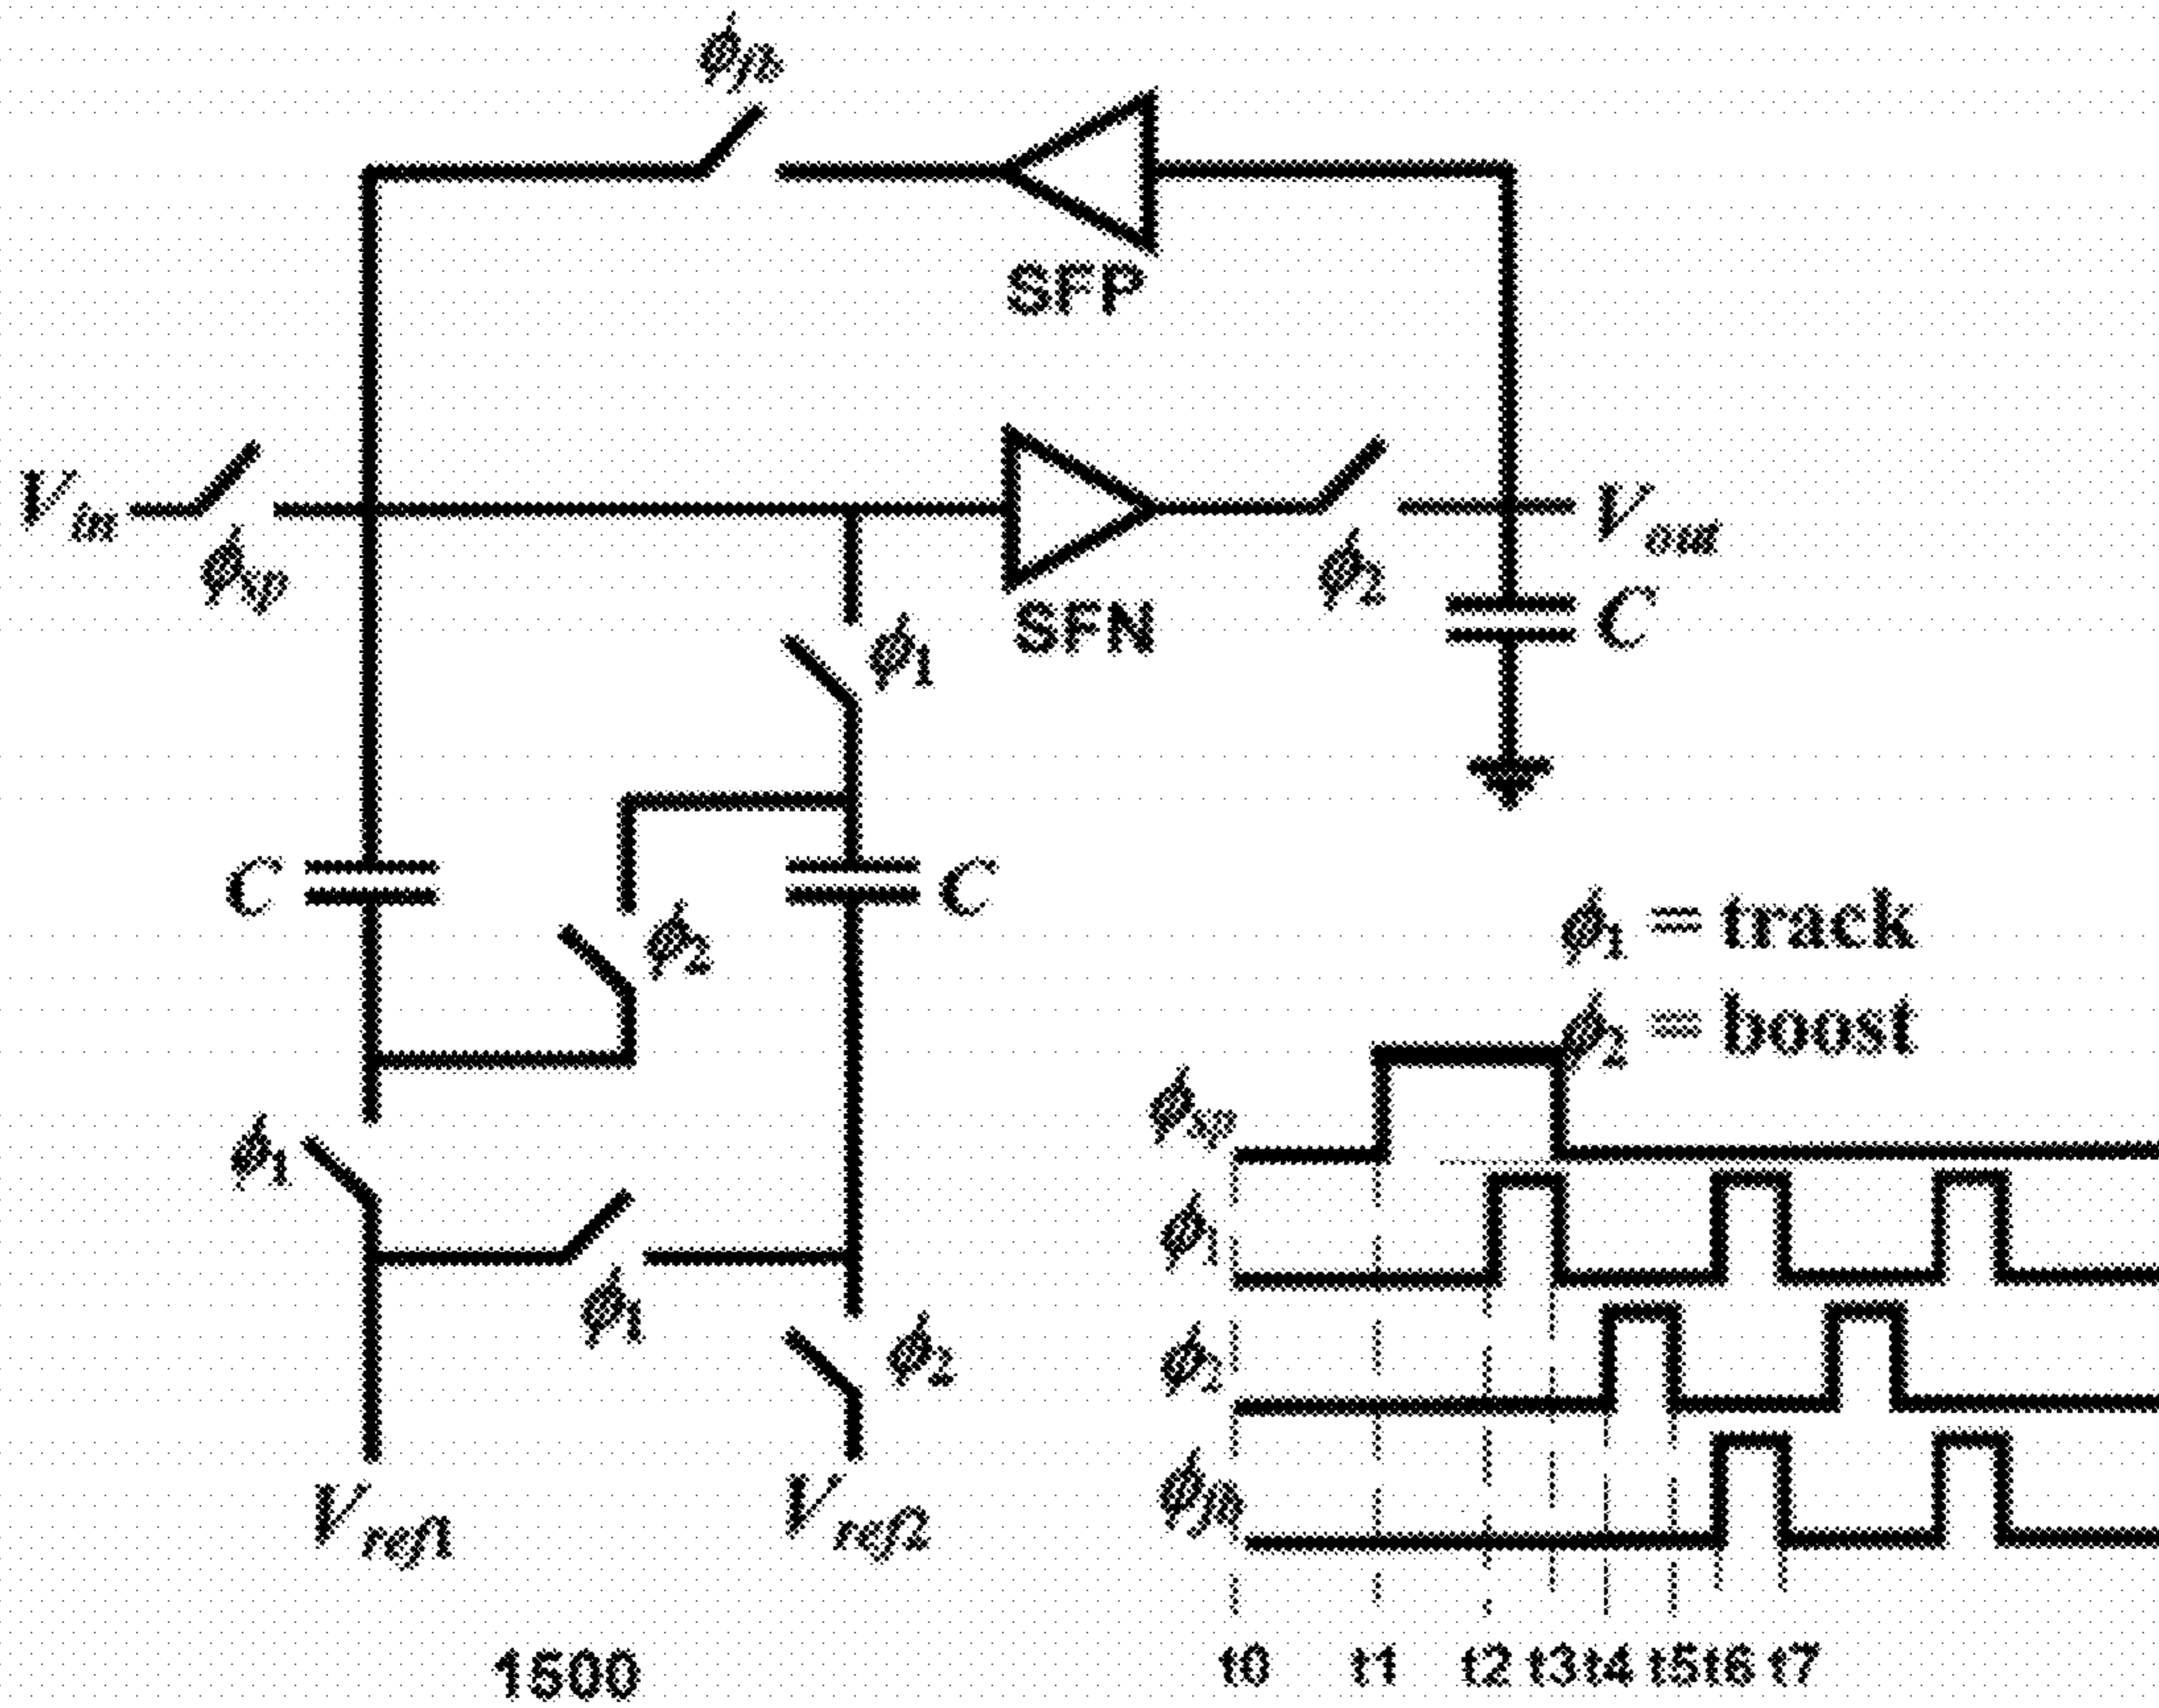 ϕfb
SFP
Vin
ϕsp
SFN
ϕ2
Vout
C
ϕ1
C
ϕ2
C
ϕ1 = track
ϕ2 = boost
ϕ1
ϕ1
ϕ2
Vref1
Vref2
ϕsp
ϕ1
ϕ2
ϕfb
t0 t1 t2 t3 t4 t5 t6 t7
1500